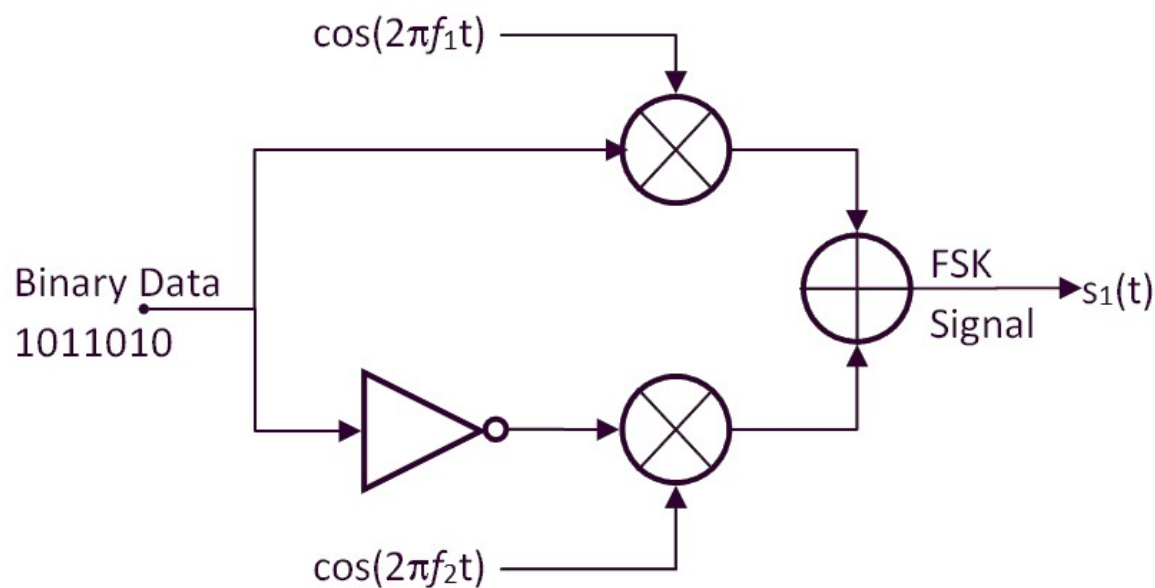 cos(2πf₁t)
Binary Data
1011010
FSK
Signal
s₁(t)
cos(2πf₂t)